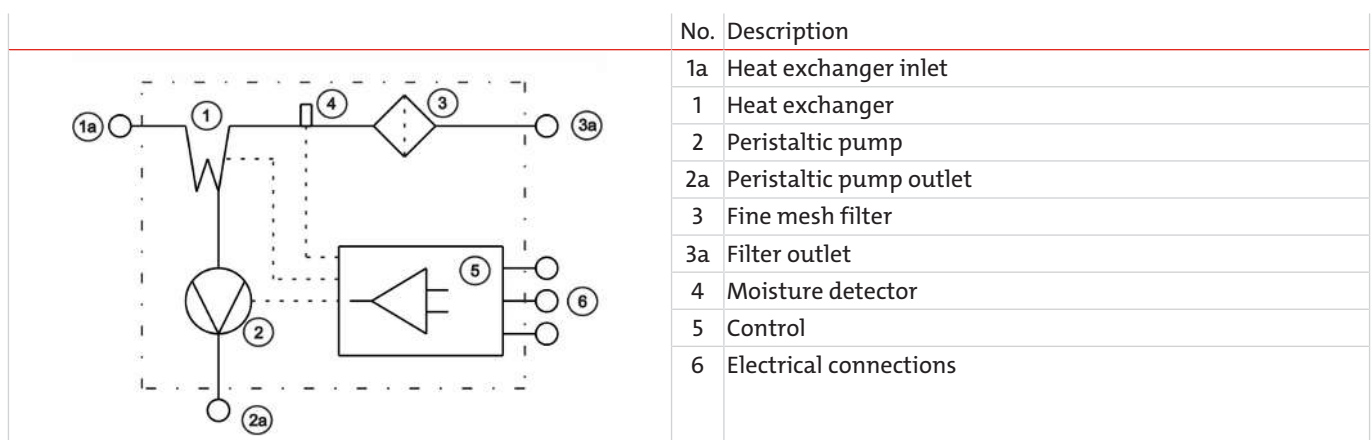 No. Description
1a Heat exchanger inlet
1 Heat exchanger
2 Peristaltic pump
2a Peristaltic pump outlet
3 Fine mesh filter
3a Filter outlet
4 Moisture detector
5 Control
6 Electrical connections
1a
1
4
3
3a
5
6
2
2a